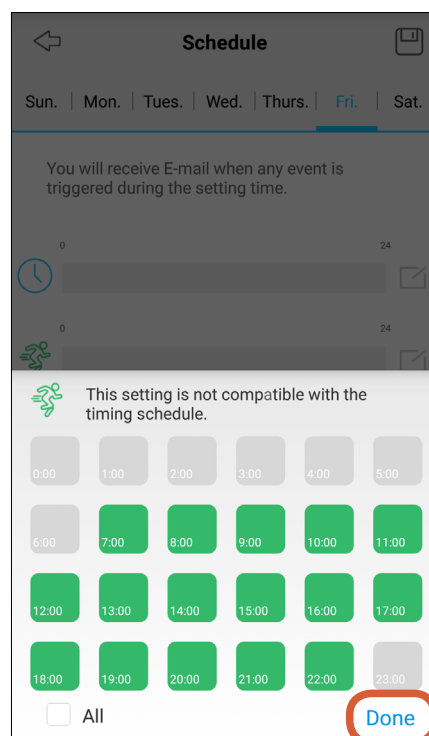 Schedule
Sun. Mon. Tues. Wed. Thurs. Fri. Sat.
You will receive E-mail when any event is
triggered during the setting time.
0 24
0 24
This setting is not compatible with the
timing schedule.
0:00 1:00 2:00 3:00 4:00 5:00
6:00 7:00 8:00 9:00 10:00 11:00
12:00 13:00 14:00 15:00 16:00 17:00
18:00 19:00 20:00 21:00 22:00 23:00
All Done